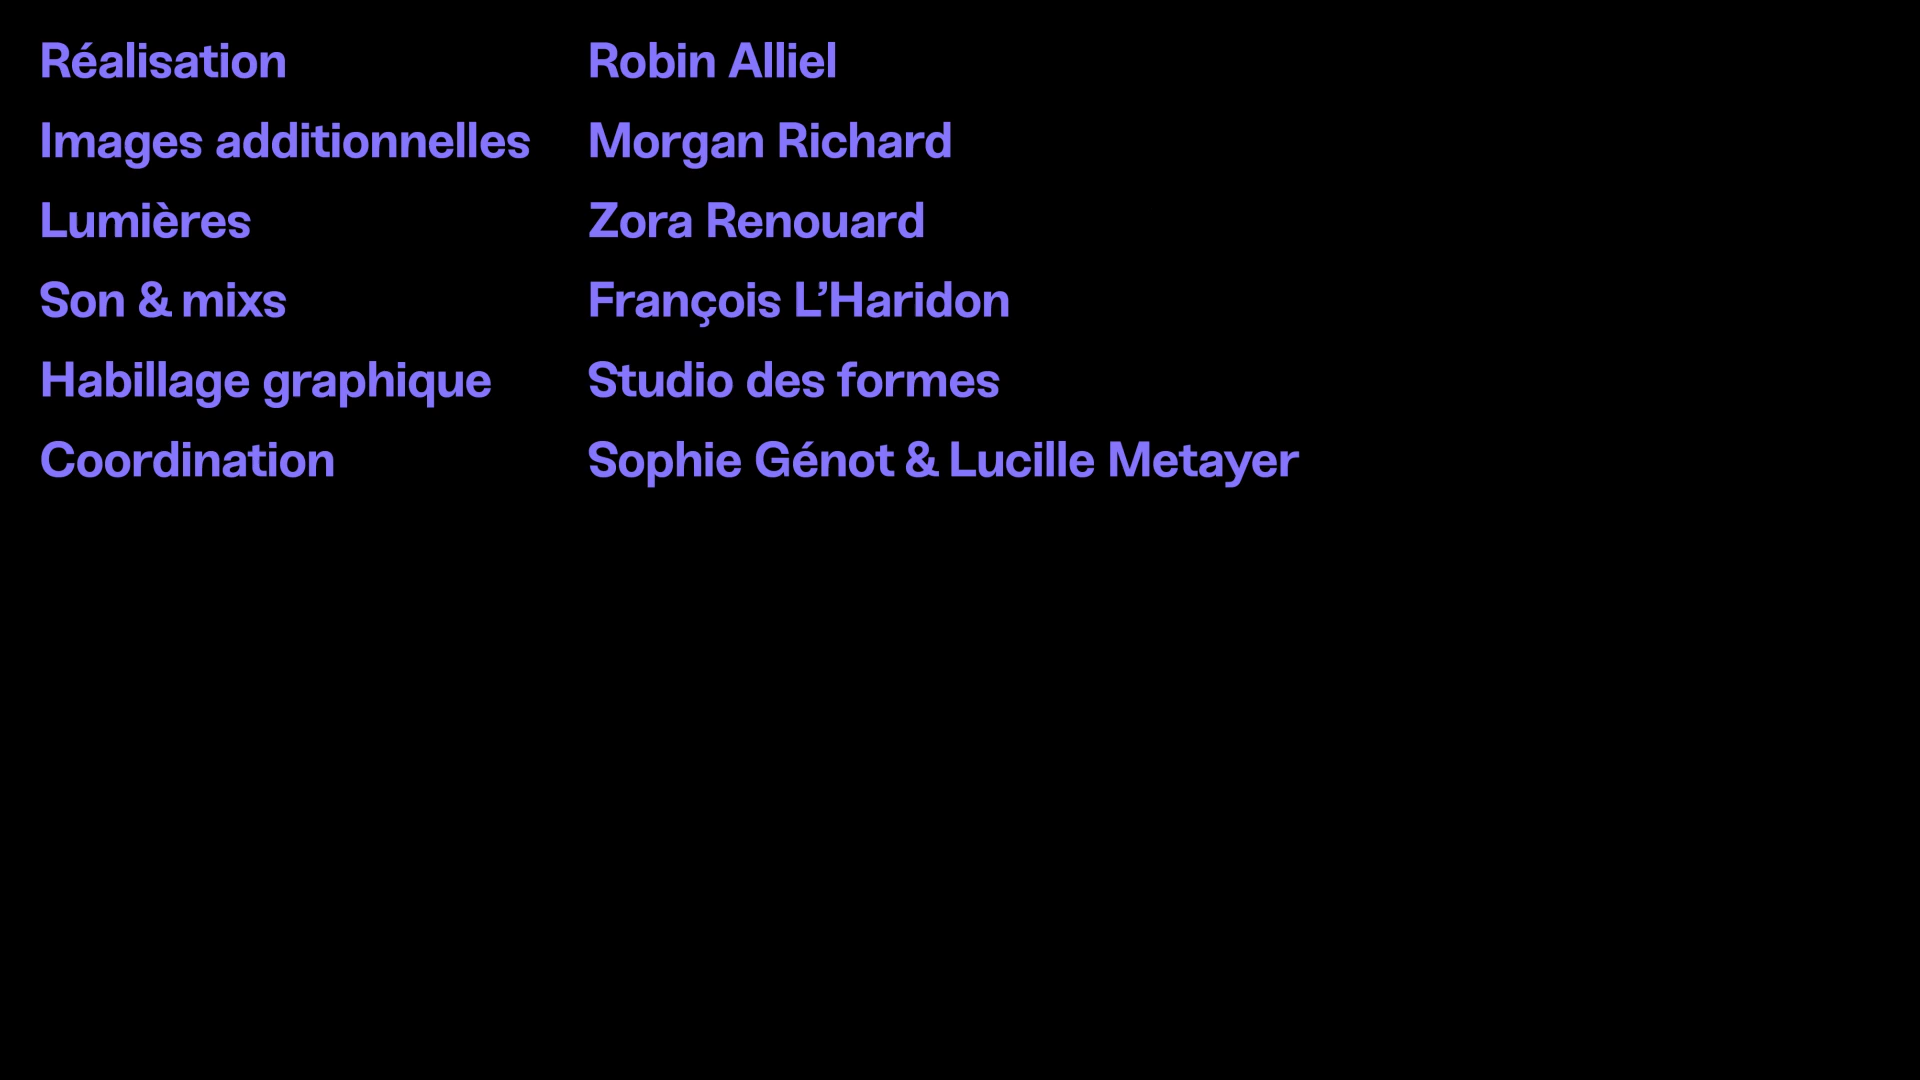 Réalisation Robin Alliel
Images additionnelles Morgan Richard
Lumières Zora Renouard
Son & mixs François L’Haridon
Habillage graphique Studio des formes
Coordination Sophie Génot & Lucille Metayer